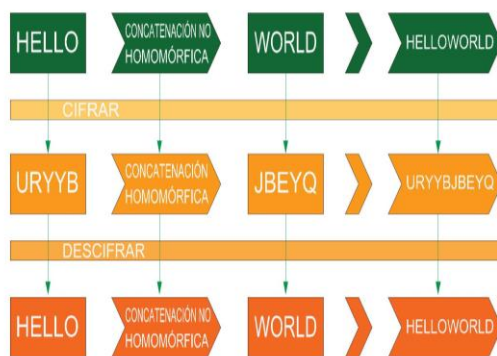 HELLO
CONCATENACIÓN NO
HOMOMÓRFICA
WORLD
HELLOWORLD
CIFRAR
URYYB
CONCATENACIÓN
HOMOMÓRFICA
JBEYQ
URYYBJBEYQ
DESCIFRAR
HELLO
CONCATENACIÓN NO
HOMOMÓRFICA
WORLD
HELLOWORLD